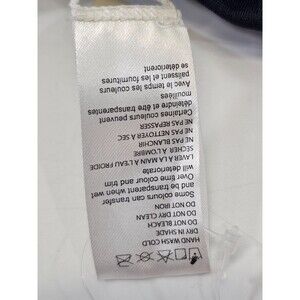 HAND WASH COLD
DRY IN SHADE
DO NOT BLEACH
DO NOT DRY CLEAN
DO NOT IRON
Some colours can transfer
and be transparent when wet
Over time colour and trim
will deteriorate
LAVER À LA MAIN À L'EAU FROIDE
SÉCHER À L'OMBRE
NE PAS BLANCHIR
NE PAS NETTOYER À SEC
NE PAS REPASSER
Certaines couleurs peuvent
déteindre et être transparentes
mouillées
Avec le temps les couleurs
palissent et les fournitures
se déteriorent